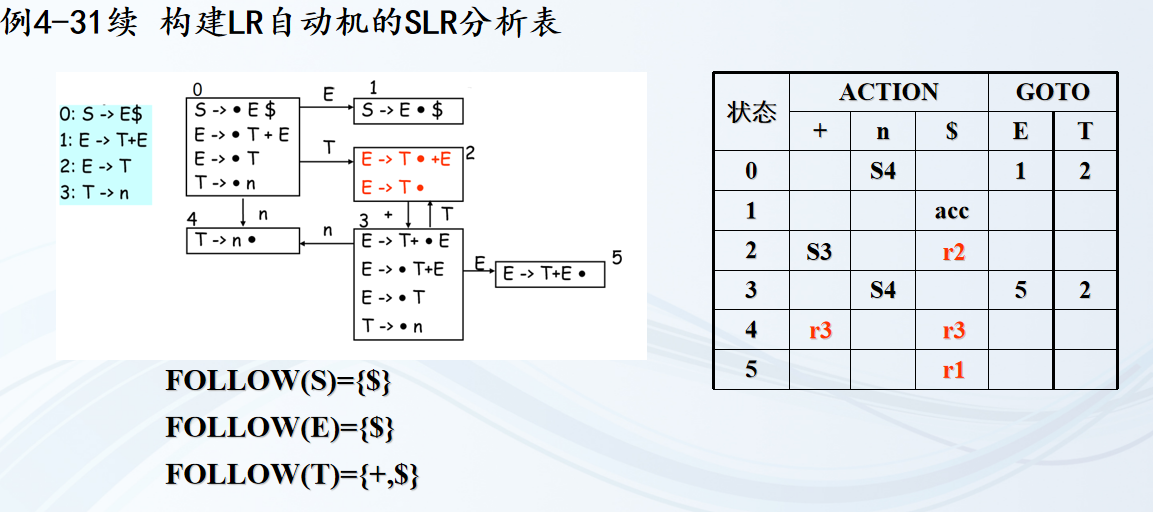 例4-31续 构建LR自动机的SLR分析表
0: S -> E$
1: E -> T+E
2: E -> T
3: T -> n
0
S -> • E $
E -> • T + E
E -> • T
T -> • n
E
1
S -> E • $
T
2
E -> T • +E
E -> T •
n
4
T -> n •
n
+
T
3
E -> T+ • E
E -> • T+E
E -> • T
T -> • n
E
5
E -> T+E •
FOLLOW(S)={$}
FOLLOW(E)={$}
FOLLOW(T)={+,$}
状态 ACTION GOTO
+ n $ E T
0 S4 1 2
1 acc
2 S3 r2
3 S4 5 2
4 r3 r3
5 r1